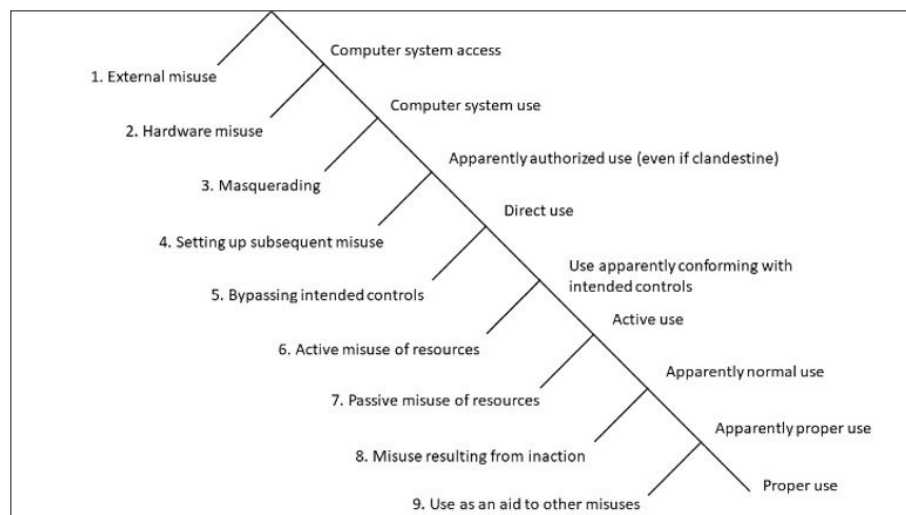 Computer system access
1. External misuse
Computer system use
2. Hardware misuse
Apparently authorized use (even if clandestine)
3. Masquerading
Direct use
4. Setting up subsequent misuse
Use apparently conforming with
intended controls
5. Bypassing intended controls
Active use
6. Active misuse of resources
Apparently normal use
7. Passive misuse of resources
Apparently proper use
8. Misuse resulting from inaction
Proper use
9. Use as an aid to other misuses